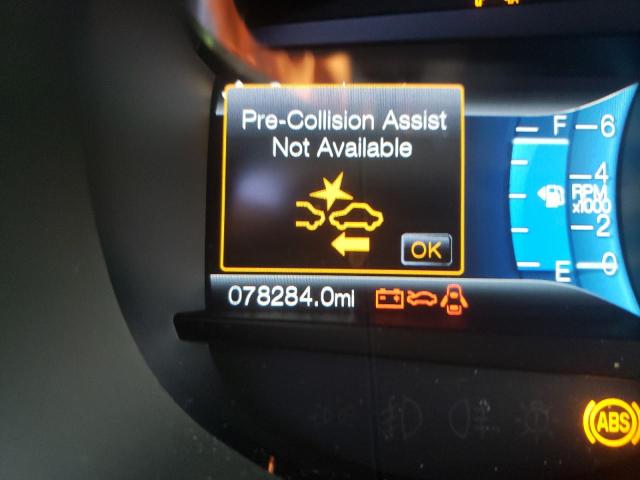 Pre-Collision Assist
Not Available
OK
078284.0mi
F
E
6
4
2
0
RPM
x1000
ABS